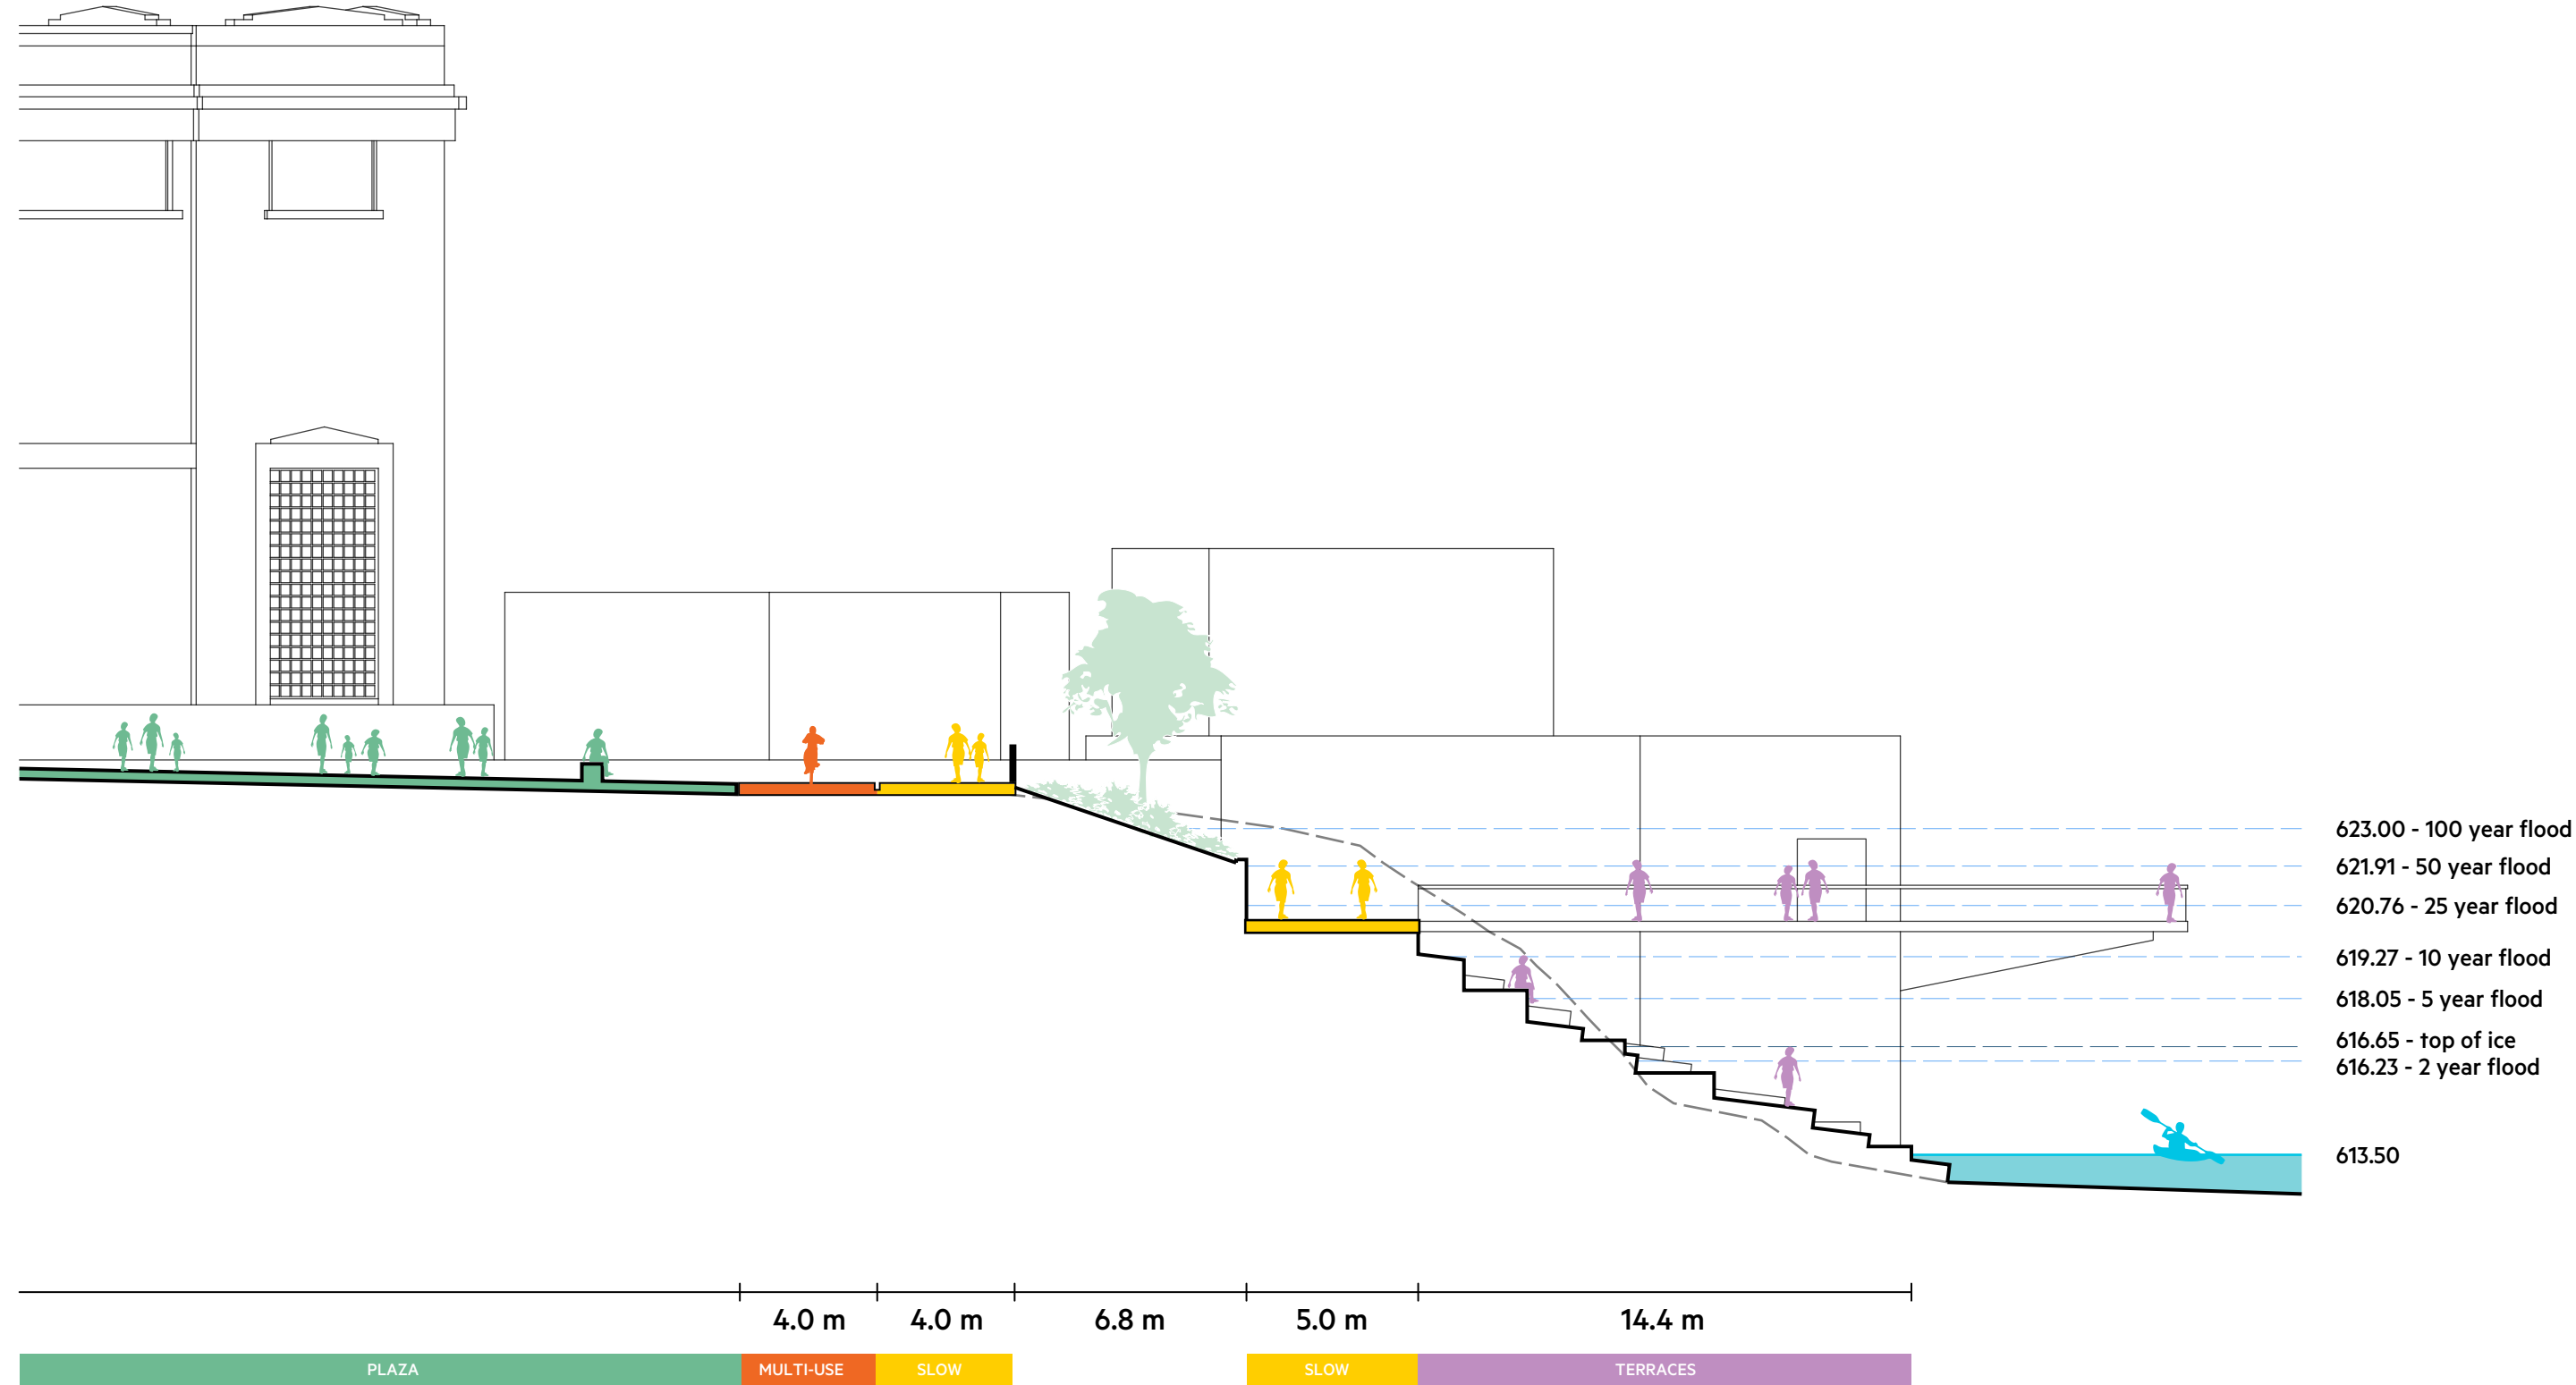 623.00 - 100 year flood
621.91 - 50 year flood
620.76 - 25 year flood
619.27 - 10 year flood
618.05 - 5 year flood
616.65 - top of ice
616.23 - 2 year flood
613.50
4.0 m 4.0 m 6.8 m 5.0 m 14.4 m
PLAZA MULTI-USE SLOW SLOW TERRACES